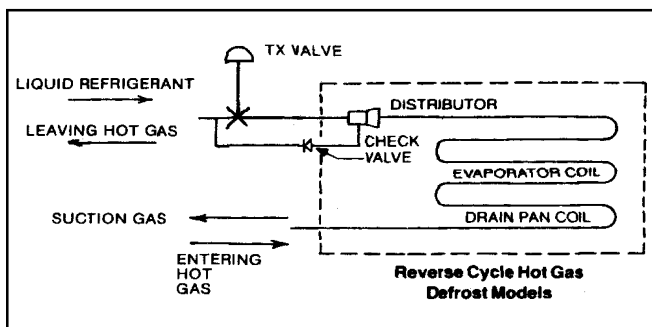 TX VALVE
LIQUID REFRIGERANT
DISTRIBUTOR
LEAVING HOT GAS
CHECK
VALVE
EVAPORATOR COIL
SUCTION GAS
DRAIN PAN COIL
ENTERING
HOT
GAS
Reverse Cycle Hot Gas
Defrost Models